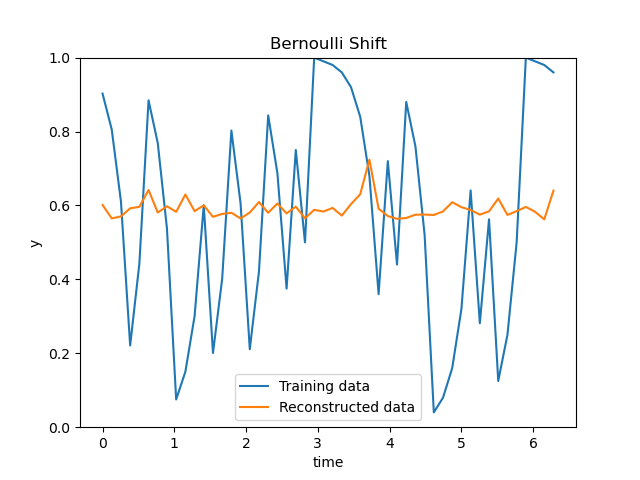 Bernoulli Shift
1.0
0.8
0.6
0.4
0.2
0.0
y
Training data
Reconstructed data
0 1 2 3 4 5 6
time